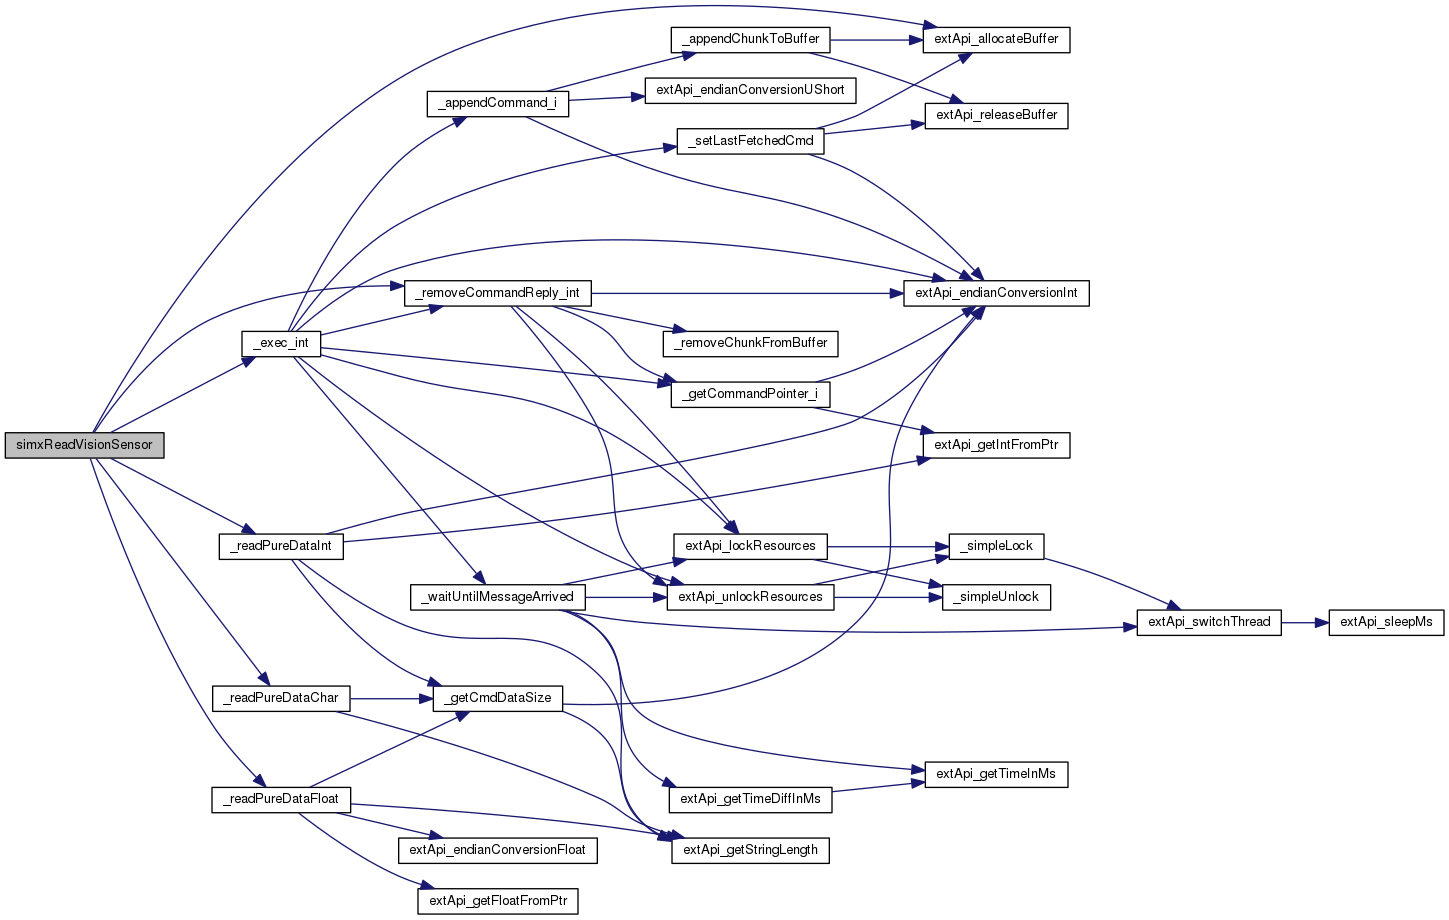 simxReadVisionSensor
_exec_int
_readPureDataInt
_readPureDataChar
_readPureDataFloat
_appendCommand_i
_removeCommandReply_int
_waitUntilMessageArrived
_getCmdDataSize
extApi_endianConversionFloat
extApi_getFloatFromPtr
_appendChunkToBuffer
extApi_endianConversionUShort
_setLastFetchedCmd
_removeChunkFromBuffer
_getCommandPointer_i
extApi_lockResources
extApi_unlockResources
extApi_getTimeDiffInMs
extApi_getStringLength
extApi_allocateBuffer
extApi_releaseBuffer
extApi_endianConversionInt
extApi_getIntFromPtr
_simpleLock
_simpleUnlock
extApi_getTimeInMs
extApi_switchThread
extApi_sleepMs